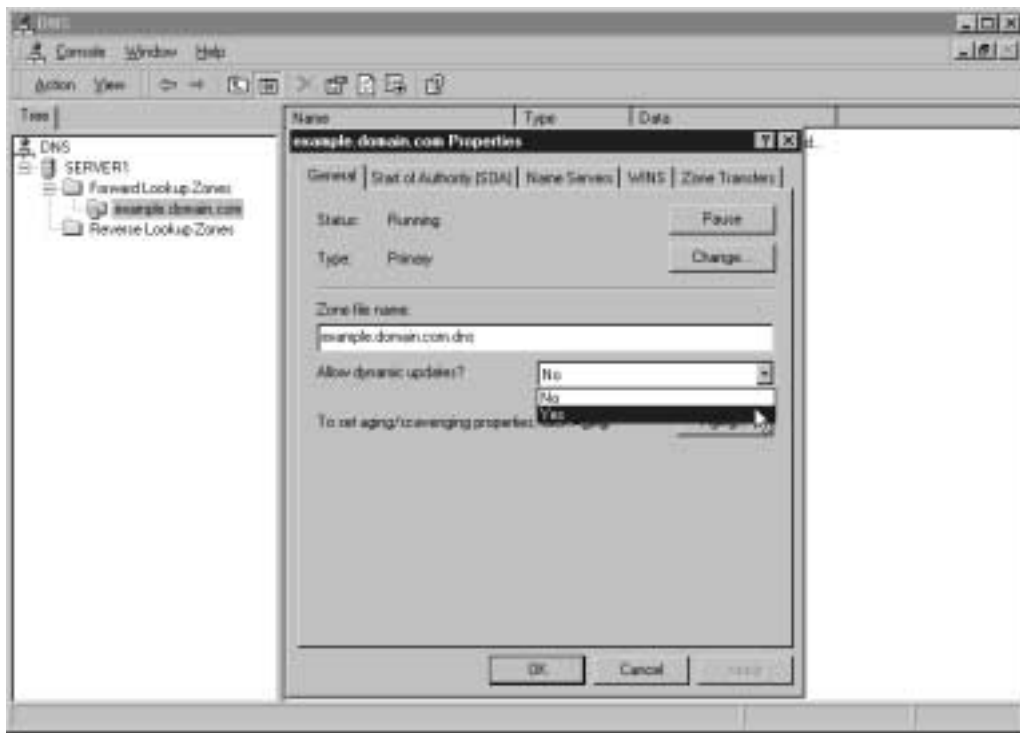 DNS
Console Window Help
Action View
Tree
Name Type Data
DNS
SERVER1
Forward Lookup Zones
example.domain.com
Reverse Lookup Zones
example.domain.com Properties
General Start of Authority (SOA) Name Servers WINS Zone Transfers
Status: Running Pause
Type: Primary Change...
Zone file name:
example.domain.com.dns
Allow dynamic updates? No
No
Yes
To set aging/scavenging properties,
OK Cancel